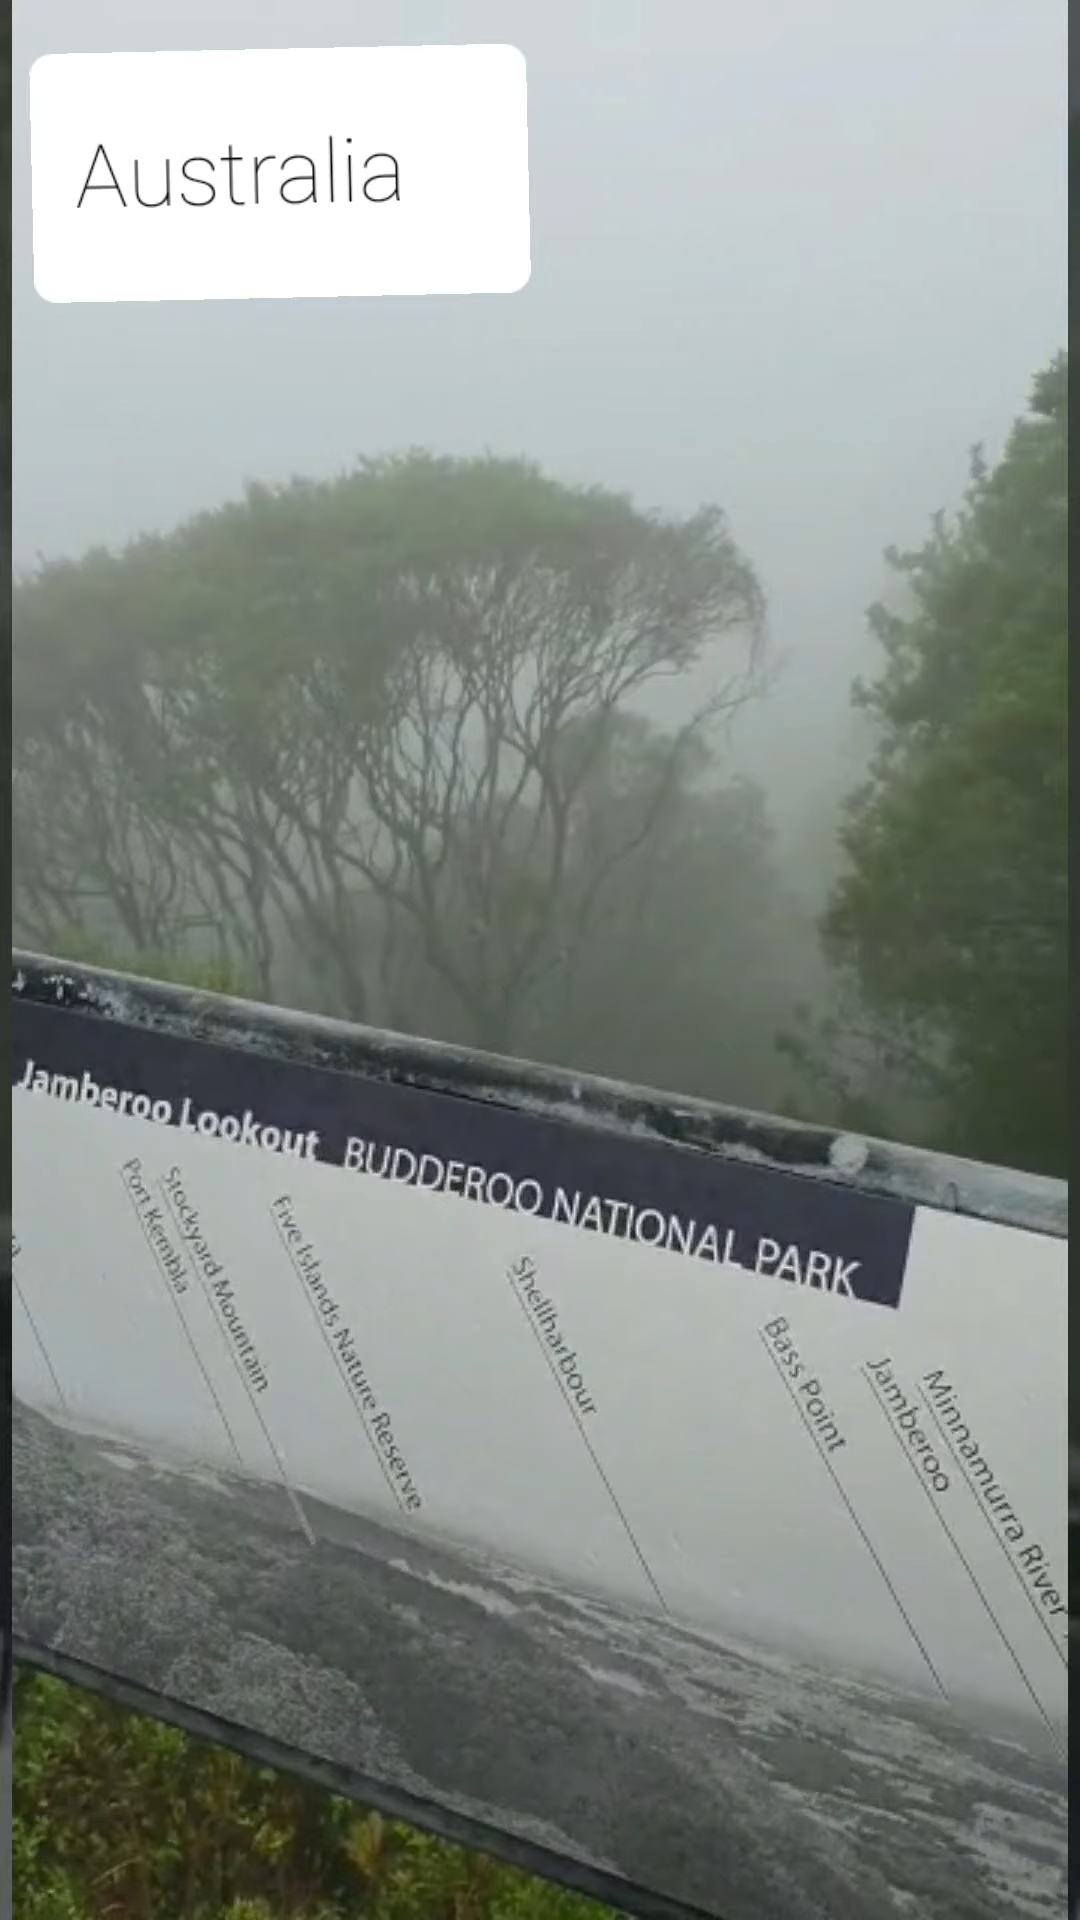 Australia
Jamberoo Lookout BUDDEROO NATIONAL PARK
Port Kembla
Stockyard Mountain
Five Islands Nature Reserve
Shellharbour
Bass Point
Jamberoo
Minnamurra River